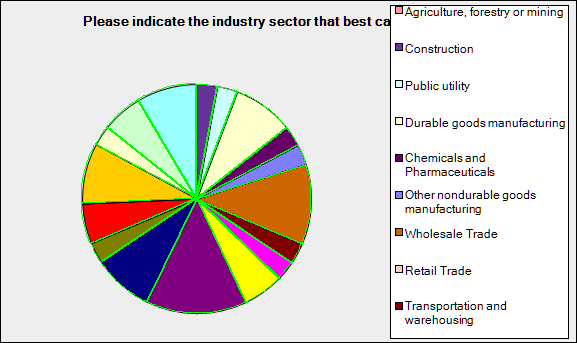 Please indicate the industry sector that best ca
Agriculture, forestry or mining
Construction
Public utility
Durable goods manufacturing
Chemicals and
Pharmaceuticals
Other nondurable goods
manufacturing
Wholesale Trade
Retail Trade
Transportation and
warehousing